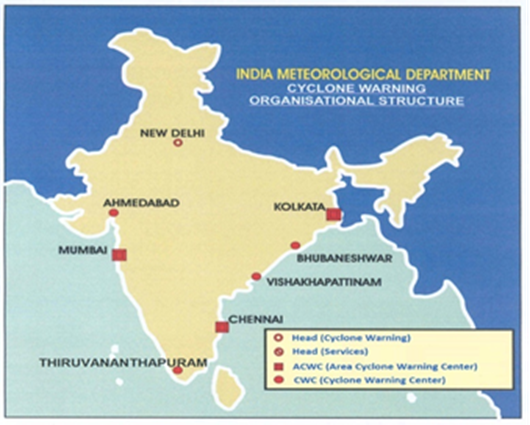 INDIA METEOROLOGICAL DEPARTMENT
CYCLONE WARNING
ORGANISATIONAL STRUCTURE
NEW DELHI
AHMEDABAD
KOLKATA
MUMBAI
BHUBANESHWAR
VISHAKHAPATTINAM
CHENNAI
THIRUVANANTHAPURAM
Head (Cyclone Warning)
Head (Services)
ACWC (Area Cyclone Warning Center)
CWC (Cyclone Warning Center)